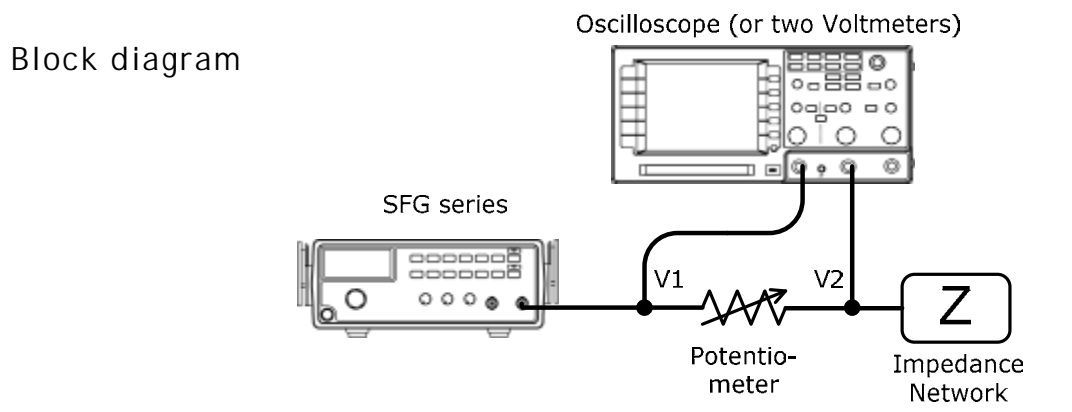 Oscilloscope (or two Voltmeters)
Block diagram
SFG series
V1
V2
Z
Potentio-
meter
Impedance
Network